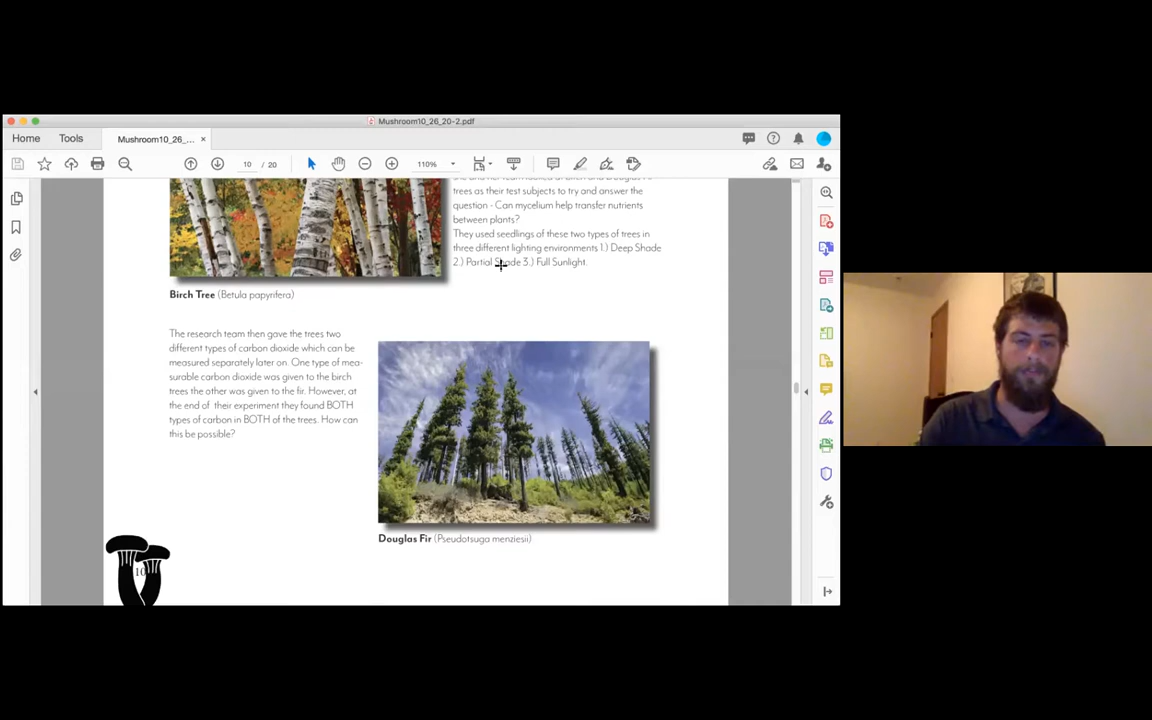 Mushroom10_26_20-2.pdf
Home
Tools
Mushroom10_26_...
×
10 / 20
110%
trees as their test subjects to try and answer the
question - Can mycelium help transfer nutrients
between plants?
They used seedlings of these two types of trees in
three different lighting environments 1.) Deep Shade
2.) Partial Shade 3.) Full Sunlight.
Birch Tree (Betula papyrifera)
The research team then gave the trees two
different types of carbon dioxide which can be
measured separately later on. One type of mea-
surable carbon dioxide was given to the birch
trees the other was given to the fir. However, at
the end of their experiment they found BOTH
types of carbon in BOTH of the trees. How can
this be possible?
Douglas Fir (Pseudotsuga menziesii)
10